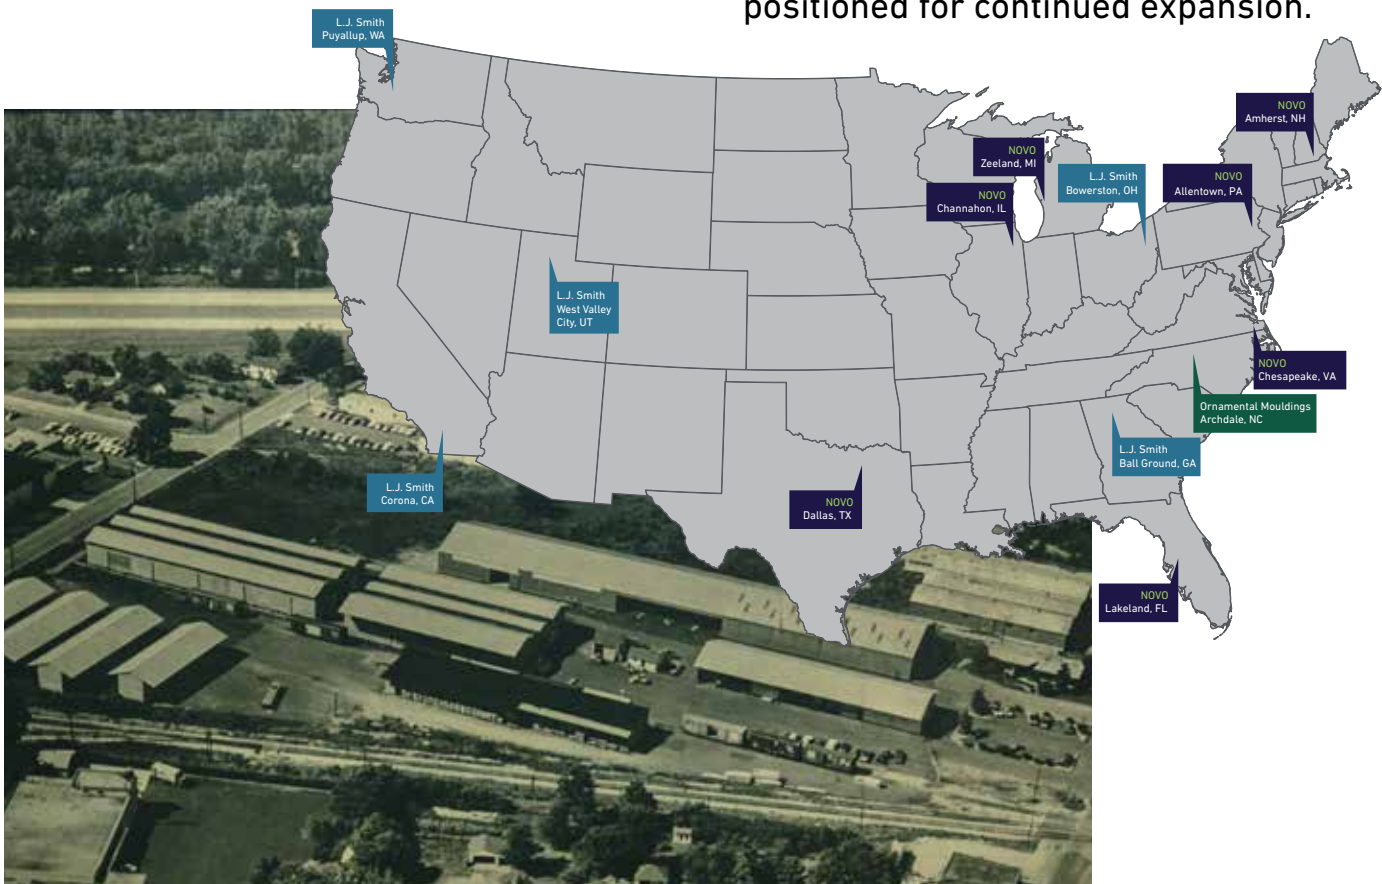 positioned for continued expansion.
L.J. Smith
Puyallup, WA
NOVO
Amherst, NH
NOVO
Zeeland, MI
L.J. Smith
Bowerston, OH
NOVO
Allentown, PA
NOVO
Channahon, IL
L.J. Smith
West Valley
City, UT
NOVO
Chesapeake, VA
Ornamental Mouldings
Archdale, NC
L.J. Smith
Ball Ground, GA
L.J. Smith
Corona, CA
NOVO
Dallas, TX
NOVO
Lakeland, FL